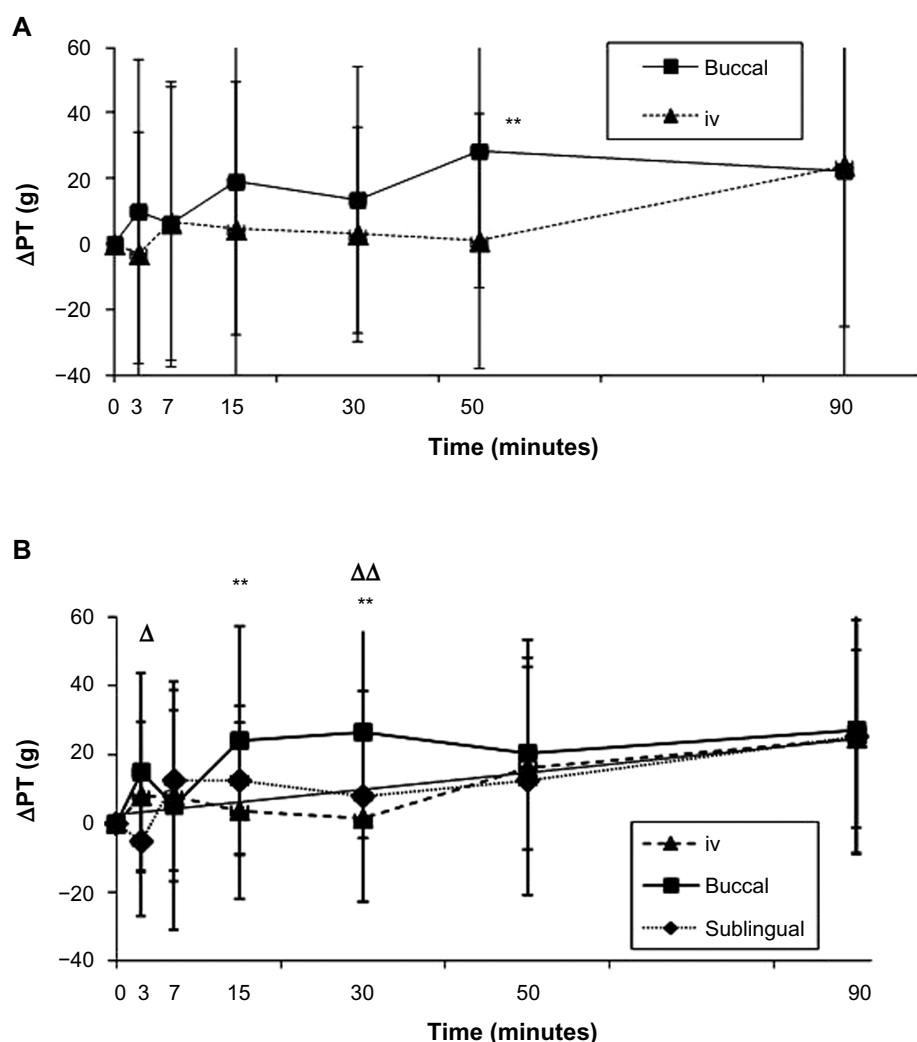 A
60
40
20
0
−20
−40
ΔPT (g)
Buccal
iv
**
0 3 7 15 30 50 90
Time (minutes)
B
Δ
**
ΔΔ
**
60
40
20
0
−20
−40
ΔPT (g)
iv
Buccal
Sublingual
0 3 7 15 30 50 90
Time (minutes)